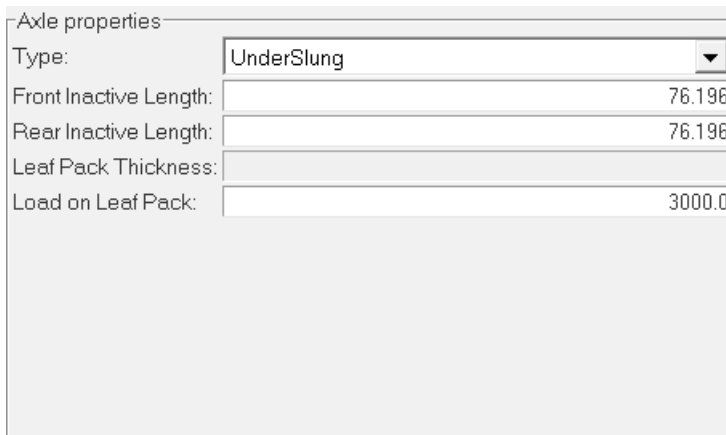 Axle properties
Type: UnderSlung
Front Inactive Length: 76.196
Rear Inactive Length: 76.196
Leaf Pack Thickness:
Load on Leaf Pack: 3000.0